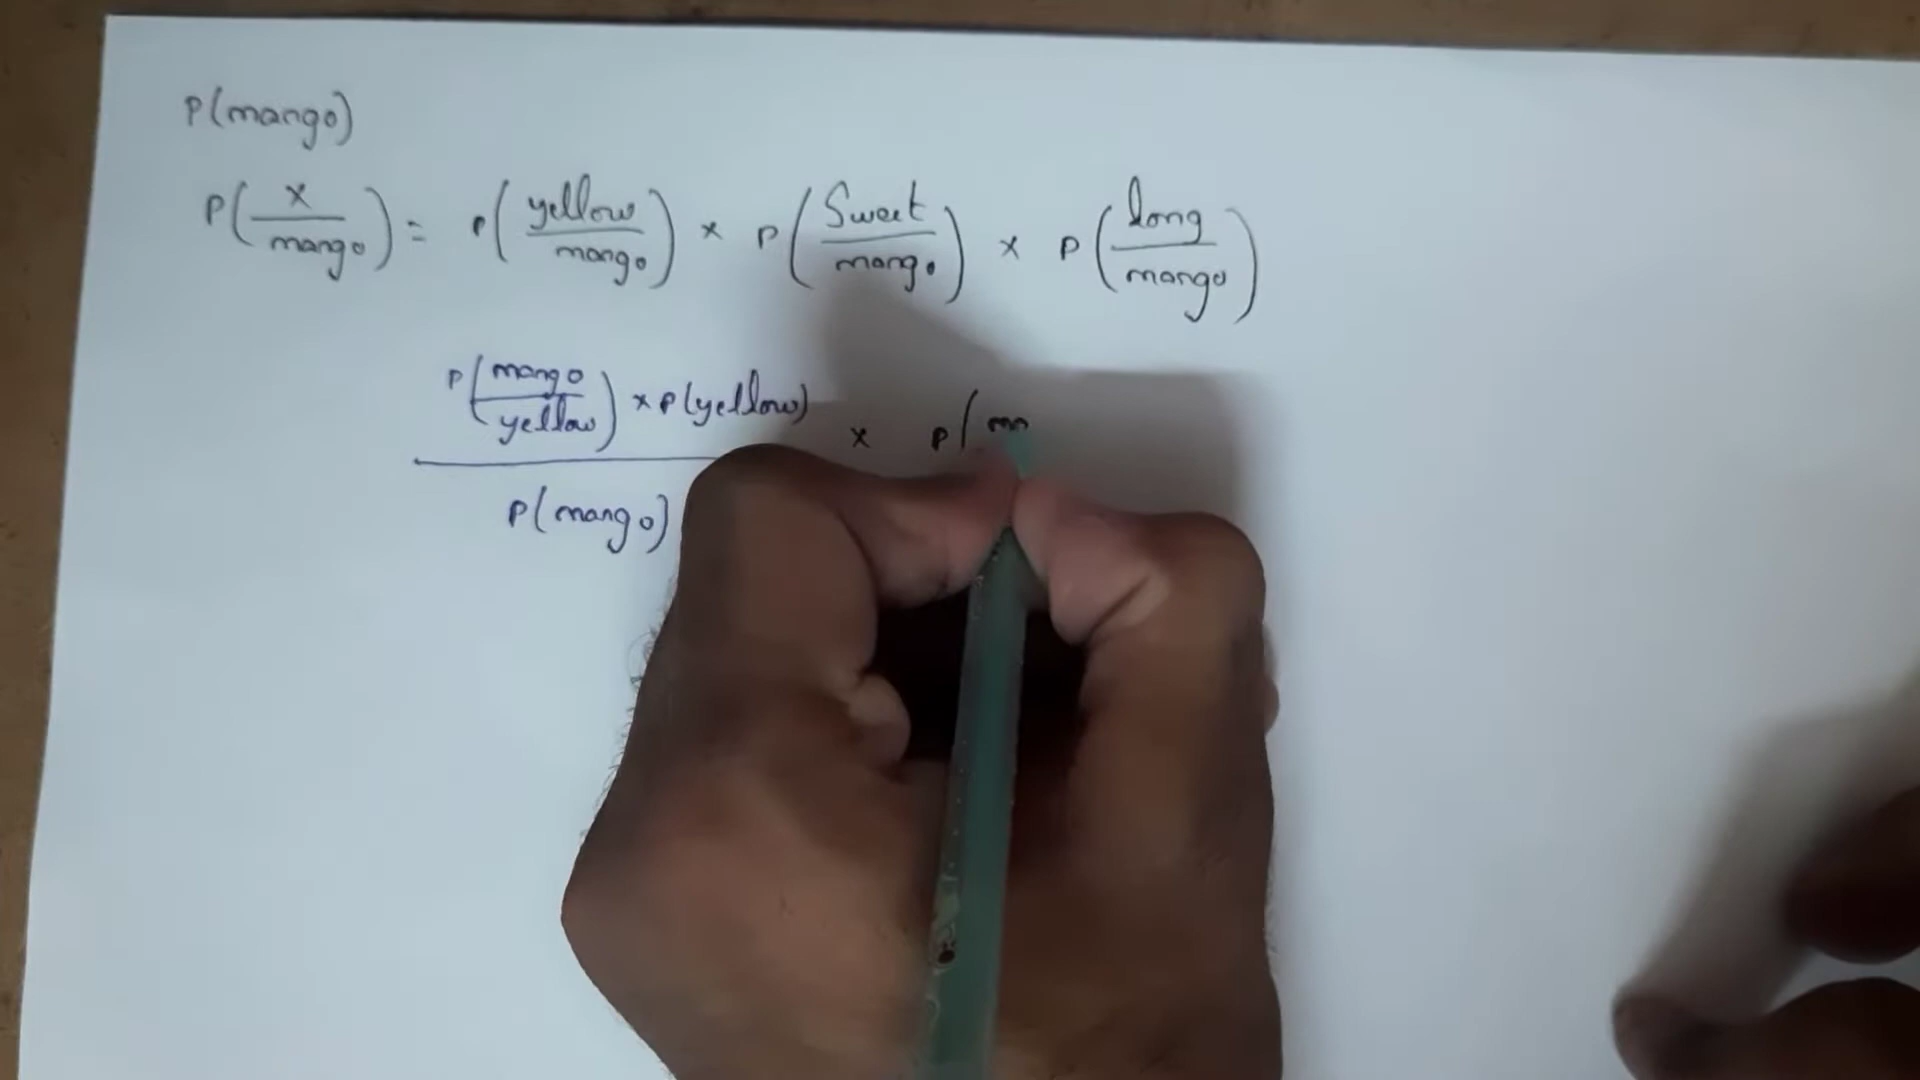 P(mango)
P(x/mango) = P(yellow/mango) x P(Sweet/mango) x P(long/mango)
P(mango/yellow) x P(yellow) x P(
P(mango)